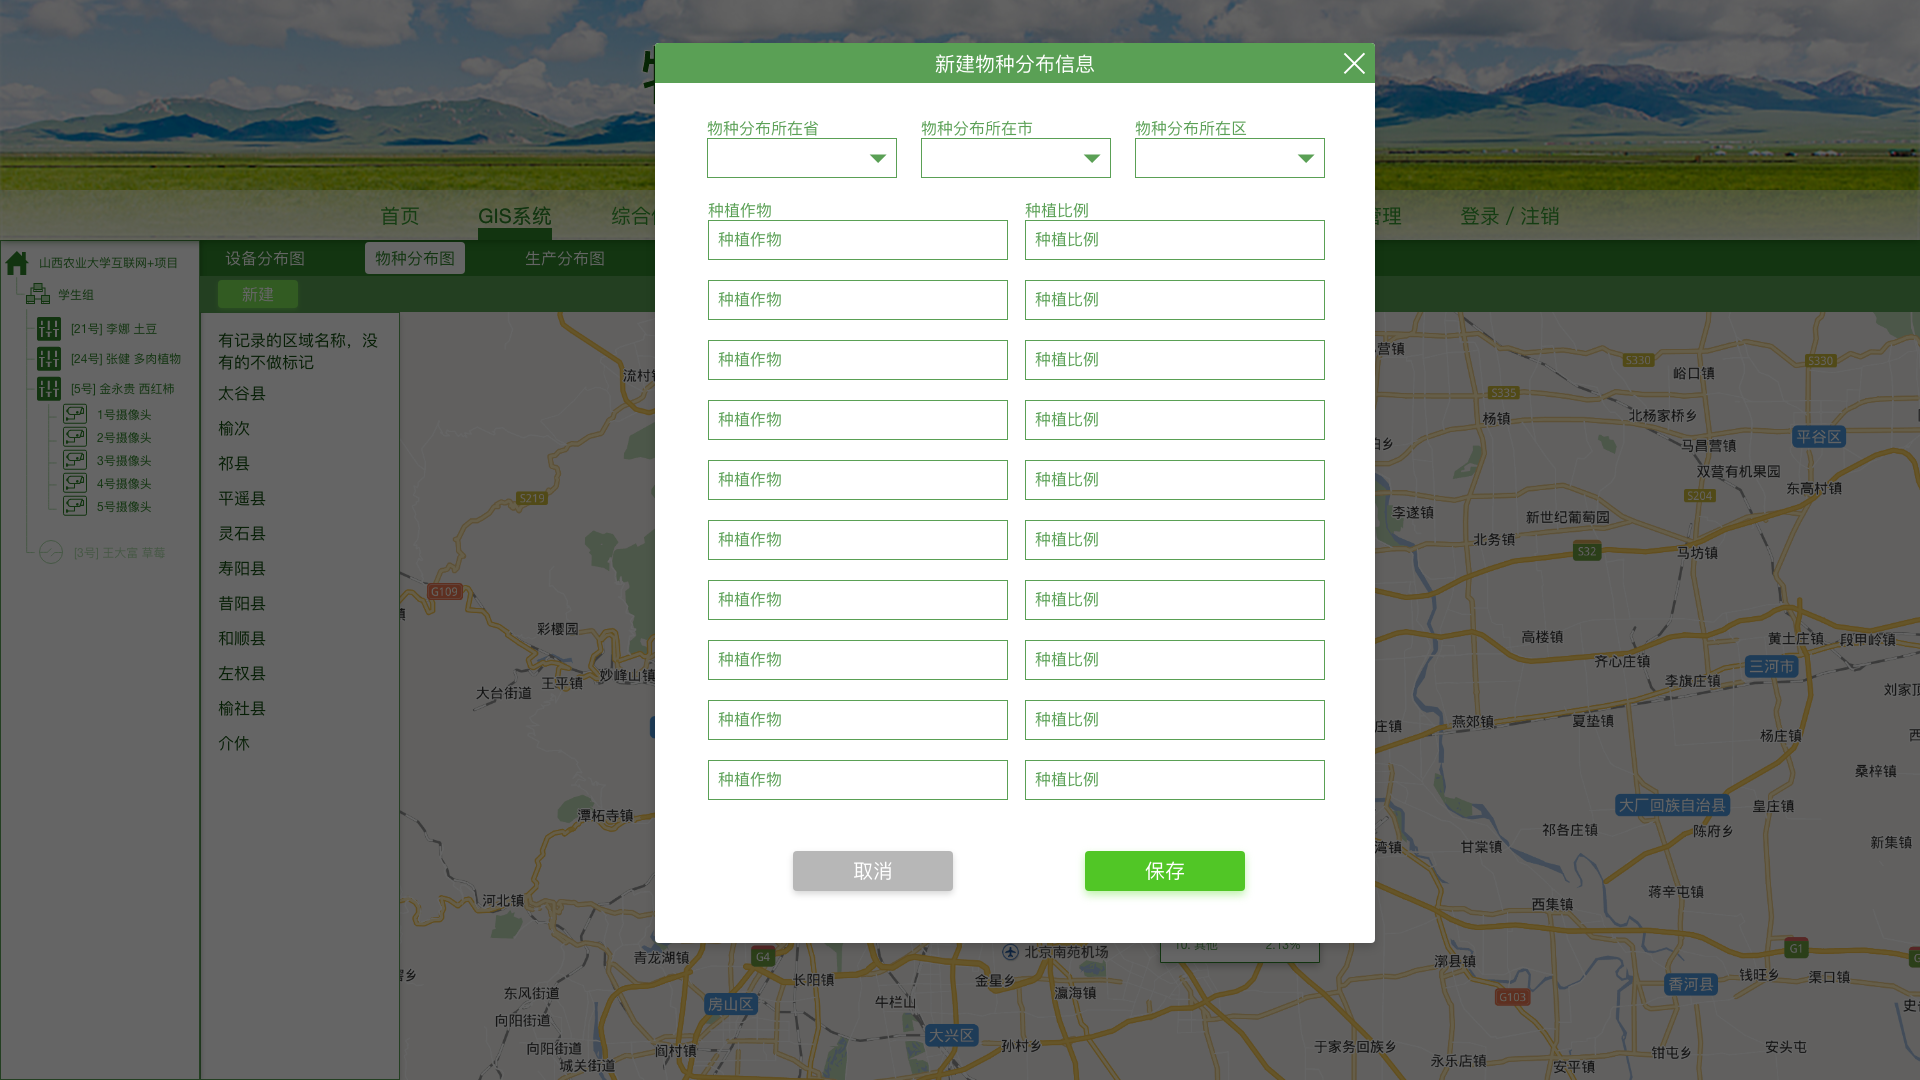 新建物种分布信息
物种分布所在省 物种分布所在市 物种分布所在区
种植作物 种植比例
种植作物 种植比例
种植作物 种植比例
种植作物 种植比例
种植作物 种植比例
种植作物 种植比例
种植作物 种植比例
种植作物 种植比例
种植作物 种植比例
种植作物 种植比例
种植作物 种植比例
取消 保存
首页 GIS系统 综合 管理 登录 / 注销
设备分布图 物种分布图 生产分布图
新建
山西农业大学互联网+项目
学生组
[21号] 李娜 土豆
[24号] 张健 多肉植物
[5号] 金永贵 西红柿
1号摄像头
2号摄像头
3号摄像头
4号摄像头
5号摄像头
[3号] 王大富 草莓
有记录的区域名称，没
有的不做标记
太谷县
榆次
祁县
平遥县
灵石县
寿阳县
昔阳县
和顺县
左权县
榆社县
介休
流村
S219
G109
彩樱园
妙峰山镇
王平镇
大台街道
潭柘寺镇
河北镇
青龙湖镇
G4
长阳镇
东风街道
房山区
牛栏山
向阳街道
向阳街道
阎村镇
城关街道
大兴区
北京南苑机场
金星乡
瀛海镇
孙村乡
10. 其他 2.13%
营镇
S330
S330
峪口镇
S335
杨镇
北杨家桥乡
平谷区
马昌营镇
双营有机果园
S204
东高村镇
李遂镇
新世纪葡萄园
北务镇
S32
马坊镇
高楼镇
黄土庄镇
段甲岭镇
齐心庄镇
三河市
李旗庄镇
刘家顶
庄镇
燕郊镇
夏垫镇
杨庄镇
桑梓镇
大厂回族自治县
皇庄镇
祁各庄镇
陈府乡
湾镇
甘棠镇
新集镇
蒋辛屯镇
西集镇
G1
漷县镇
香河县
钱旺乡
渠口镇
G103
于家务回族乡
永乐店镇
钳屯乡
安头屯
安平镇